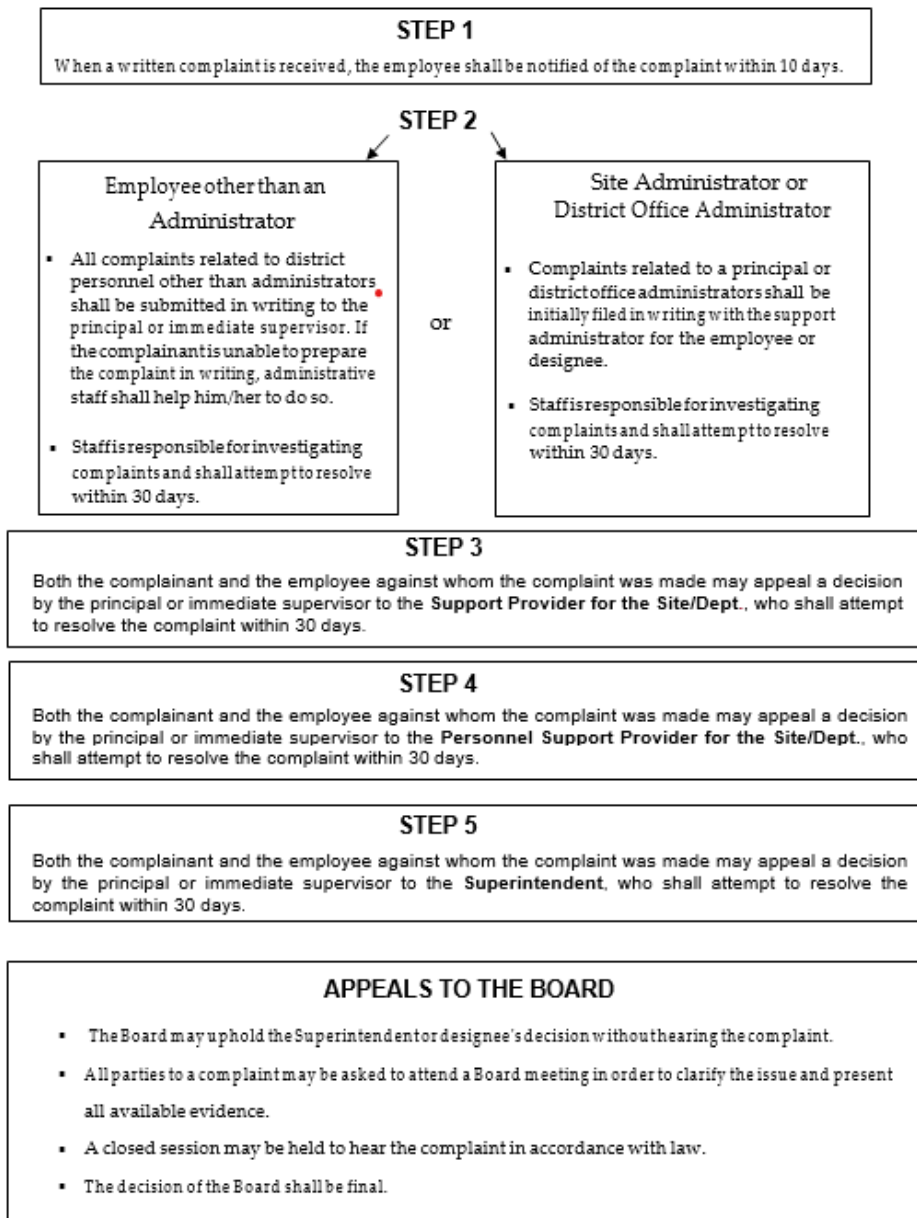 STEP 1
When a written complaint is received, the employee shall be notified of the complaint within 10 days.
STEP 2
Employee other than an
Administrator
▪ All complaints related to district
personnel other than administrators
shall be submitted in writing to the
principal or immediate supervisor. If
the complainant is unable to prepare
the complaint in writing, administrative
staff shall help him/her to do so.
▪ Staff is responsible for investigating
complaints and shall attempt to resolve
within 30 days.
or
Site Administrator or
District Office Administrator
▪ Complaints related to a principal or
district office administrators shall be
initially filed in writing with the support
administrator for the employee or
designee.
▪ Staff is responsible for investigating
complaints and shall attempt to resolve
within 30 days.
STEP 3
Both the complainant and the employee against whom the complaint was made may appeal a decision
by the principal or immediate supervisor to the Support Provider for the Site/Dept., who shall attempt
to resolve the complaint within 30 days.
STEP 4
Both the complainant and the employee against whom the complaint was made may appeal a decision
by the principal or immediate supervisor to the Personnel Support Provider for the Site/Dept., who
shall attempt to resolve the complaint within 30 days.
STEP 5
Both the complainant and the employee against whom the complaint was made may appeal a decision
by the principal or immediate supervisor to the Superintendent, who shall attempt to resolve the
complaint within 30 days.
APPEALS TO THE BOARD
▪ The Board may uphold the Superintendent or designee's decision without hearing the complaint.
▪ All parties to a complaint may be asked to attend a Board meeting in order to clarify the issue and present
all available evidence.
▪ A closed session may be held to hear the complaint in accordance with law.
▪ The decision of the Board shall be final.